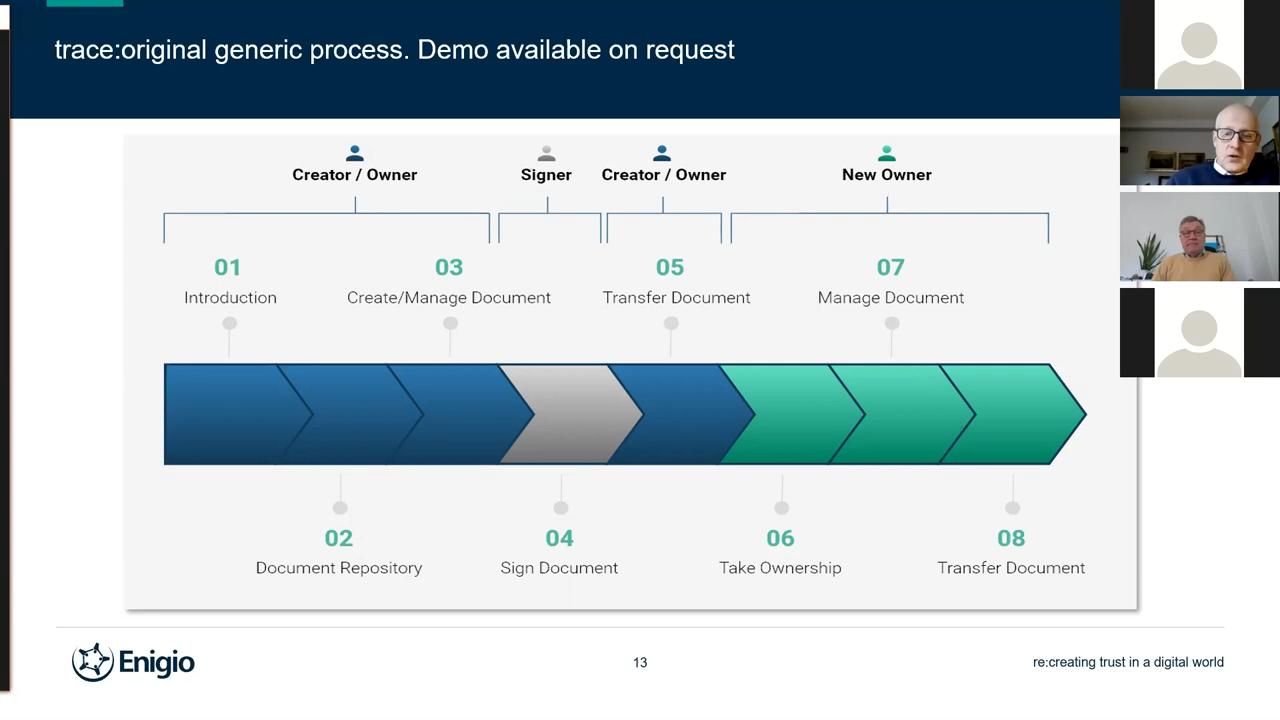 trace:original generic process. Demo available on request
Creator / Owner
Signer
Creator / Owner
New Owner
01
03
05
07
Introduction
Create/Manage Document
Transfer Document
Manage Document
02
04
06
08
Document Repository
Sign Document
Take Ownership
Transfer Document
Enigio
13
re:creating trust in a digital world